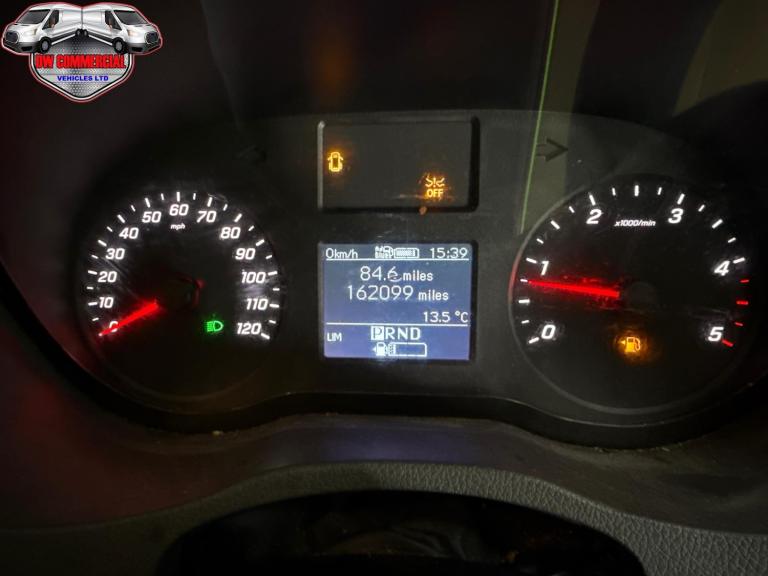 DW COMMERCIAL
VEHICLES LTD
OFF
0 10 20 30 40 50 60 70 80 90 100 110 120
mph
0km/h 15:39
84.6 miles
162099 miles
13.5 °C
PRND
LIM
0 1 2 3 4 5
x1000/min